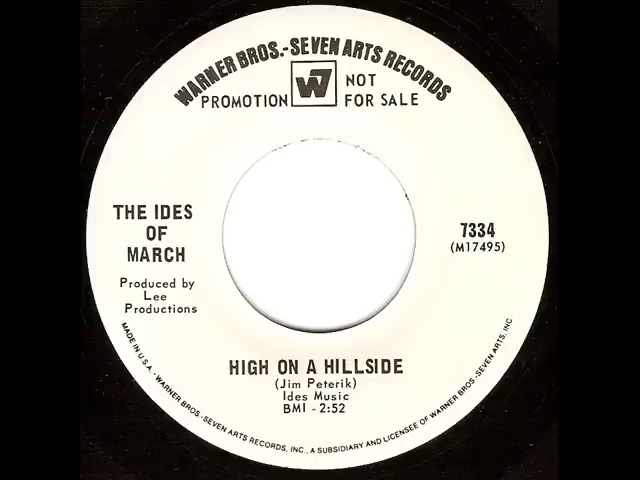 WARNER BROS.-SEVEN ARTS RECORDS
PROMOTION W7 NOT
FOR SALE
THE IDES
OF
MARCH
Produced by
Lee
Productions
7334
(M17495)
HIGH ON A HILLSIDE
(Jim Peterik)
Ides Music
BMI - 2:52
MADE IN U.S.A. • WARNER BROS.-SEVEN ARTS RECORDS, INC., A SUBSIDIARY AND LICENSEE OF WARNER BROS.-SEVEN ARTS, INC